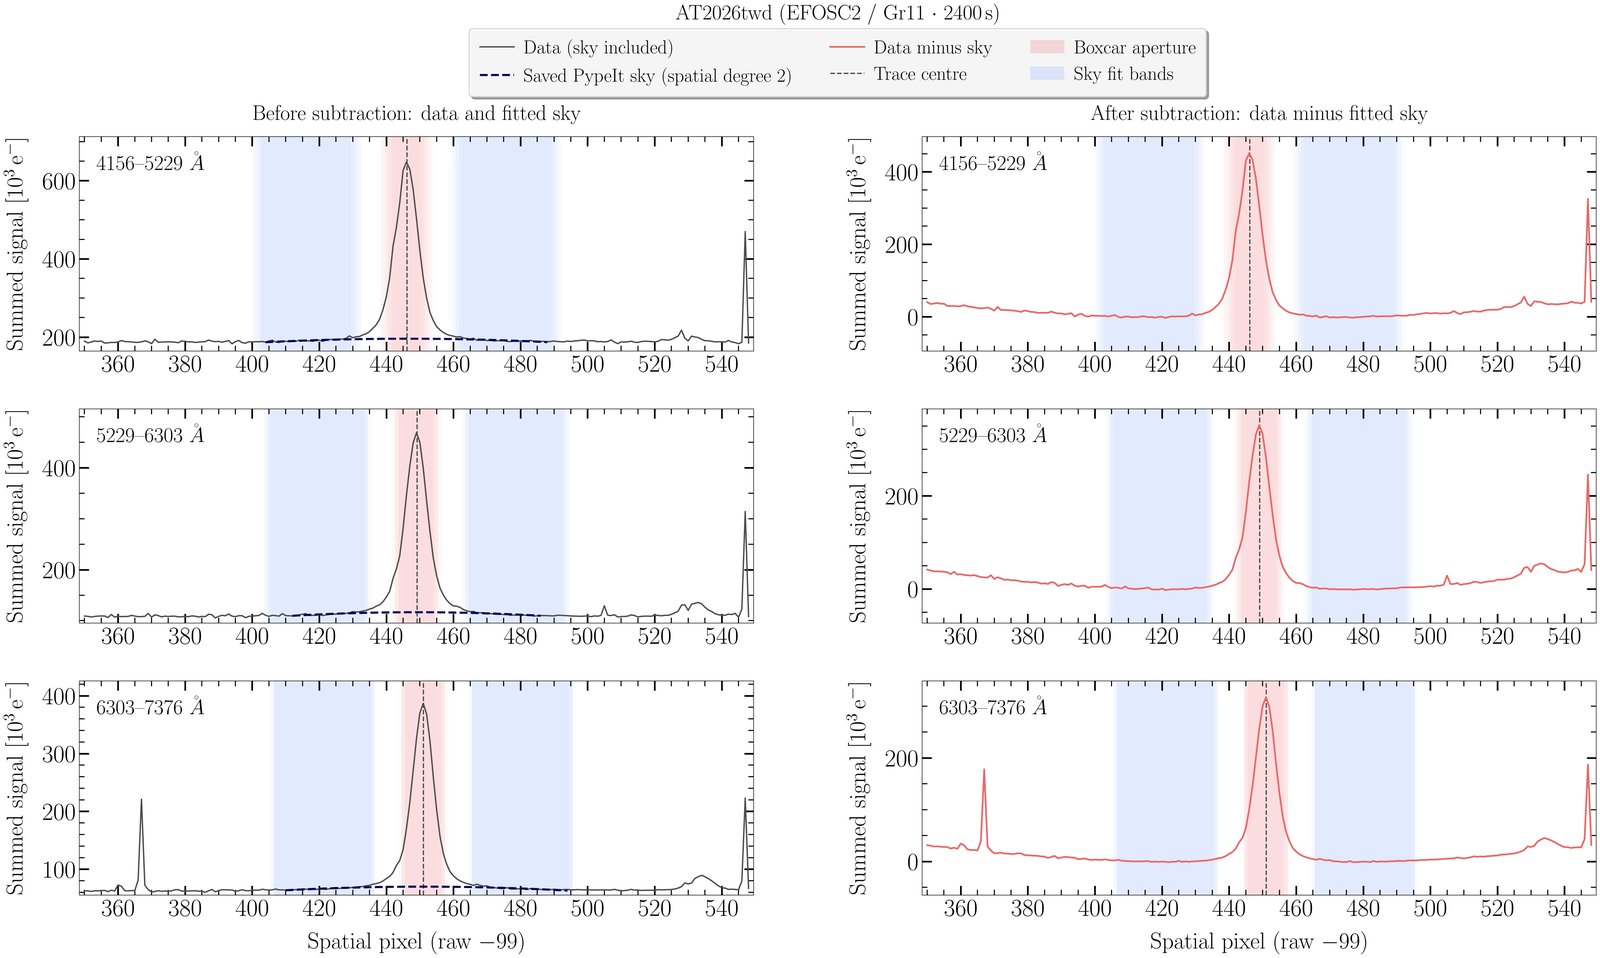 AT2026twd (EFOSC2 / Gr11 · 2400 s)
Data (sky included)
Saved PypeIt sky (spatial degree 2)
Data minus sky
Trace centre
Boxcar aperture
Sky fit bands
Before subtraction: data and fitted sky
After subtraction: data minus fitted sky
Summed signal [10³ e⁻]
4156–5229 Å
600
400
200
360 380 400 420 440 460 480 500 520 540
Summed signal [10³ e⁻]
4156–5229 Å
400
200
0
360 380 400 420 440 460 480 500 520 540
Summed signal [10³ e⁻]
5229–6303 Å
400
200
360 380 400 420 440 460 480 500 520 540
Summed signal [10³ e⁻]
5229–6303 Å
200
0
360 380 400 420 440 460 480 500 520 540
Summed signal [10³ e⁻]
6303–7376 Å
400
300
200
100
360 380 400 420 440 460 480 500 520 540
Spatial pixel (raw −99)
Summed signal [10³ e⁻]
6303–7376 Å
200
0
360 380 400 420 440 460 480 500 520 540
Spatial pixel (raw −99)